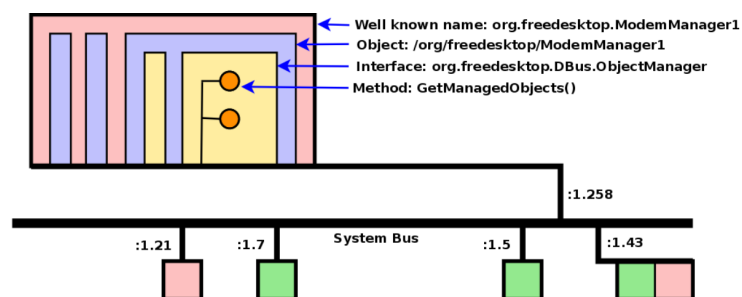 Well known name: org.freedesktop.ModemManager1
Object: /org/freedesktop/ModemManager1
Interface: org.freedesktop.DBus.ObjectManager
Method: GetManagedObjects()
:1.258
:1.21
:1.7
System Bus
:1.5
:1.43